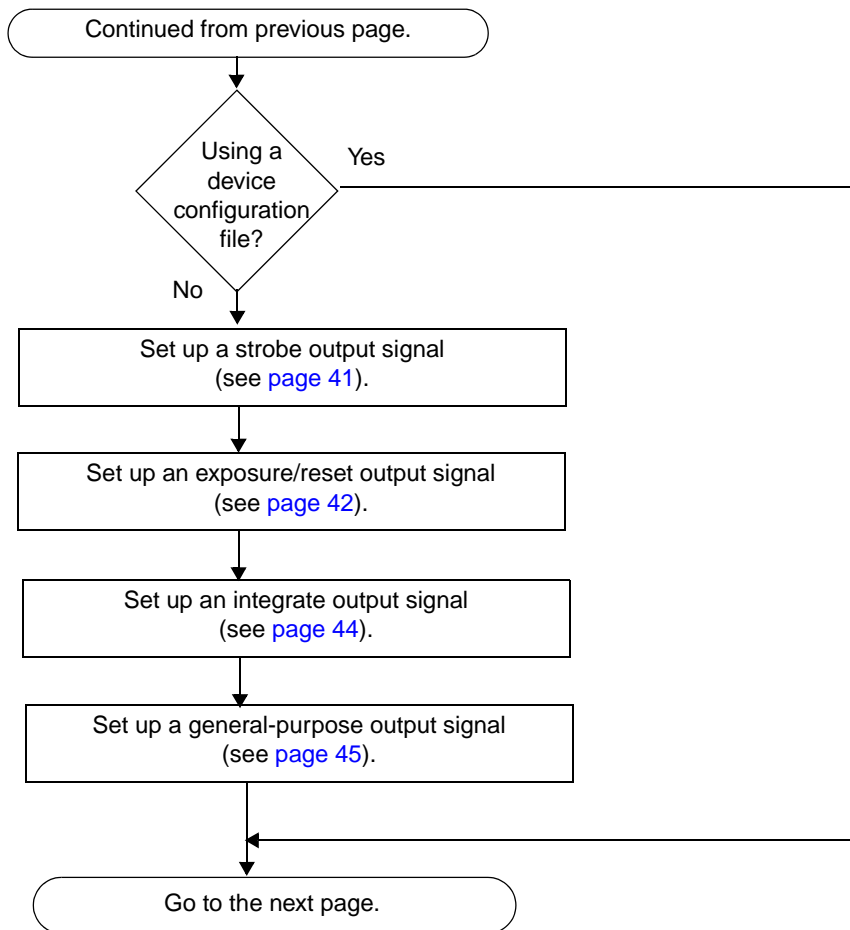 Continued from previous page.
Using a
device
configuration
file?
Yes
No
Set up a strobe output signal
(see page 41).
Set up an exposure/reset output signal
(see page 42).
Set up an integrate output signal
(see page 44).
Set up a general-purpose output signal
(see page 45).
Go to the next page.